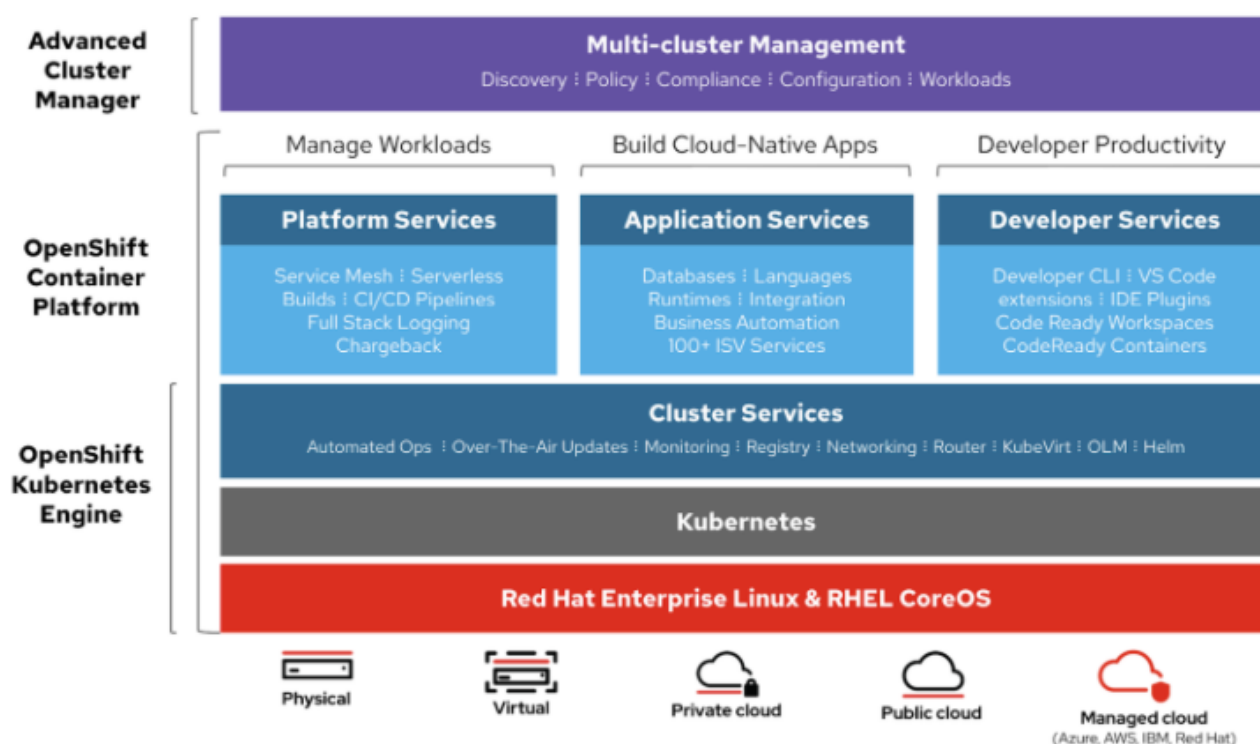 Advanced
Cluster
Manager
Multi-cluster Management
Discovery ⁝ Policy ⁝ Compliance ⁝ Configuration ⁝ Workloads
Manage Workloads
Build Cloud-Native Apps
Developer Productivity
OpenShift
Container
Platform
Platform Services
Service Mesh ⁝ Serverless
Builds ⁝ CI/CD Pipelines
Full Stack Logging
Chargeback
Application Services
Databases ⁝ Languages
Runtimes ⁝ Integration
Business Automation
100+ ISV Services
Developer Services
Developer CLI ⁝ VS Code
extensions ⁝ IDE Plugins
Code Ready Workspaces
CodeReady Containers
OpenShift
Kubernetes
Engine
Cluster Services
Automated Ops ⁝ Over-The-Air Updates ⁝ Monitoring ⁝ Registry ⁝ Networking ⁝ Router ⁝ KubeVirt ⁝ OLM ⁝ Helm
Kubernetes
Red Hat Enterprise Linux & RHEL CoreOS
Physical
Virtual
Private cloud
Public cloud
Managed cloud
(Azure, AWS, IBM, Red Hat)